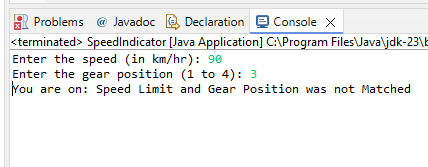 Problems @ Javadoc Declaration Console ×
<terminated> SpeedIndicator [Java Application] C:\Program Files\Java\jdk-23\b
Enter the speed (in km/hr): 90
Enter the gear position (1 to 4): 3
You are on: Speed Limit and Gear Position was not Matched